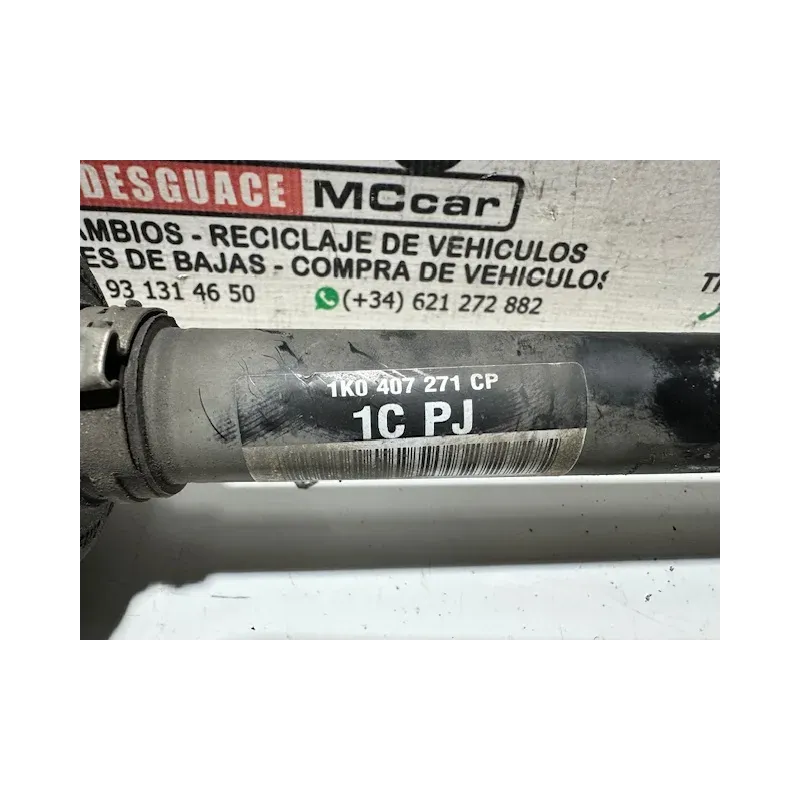 DESGUACE MCcar
AMBIOS - RECICLAJE DE VEHICULOS
ES DE BAJAS - COMPRA DE VEHICULOS
93 131 46 50 (+34) 621 272 882
1K0 407 271 CP
1C PJ